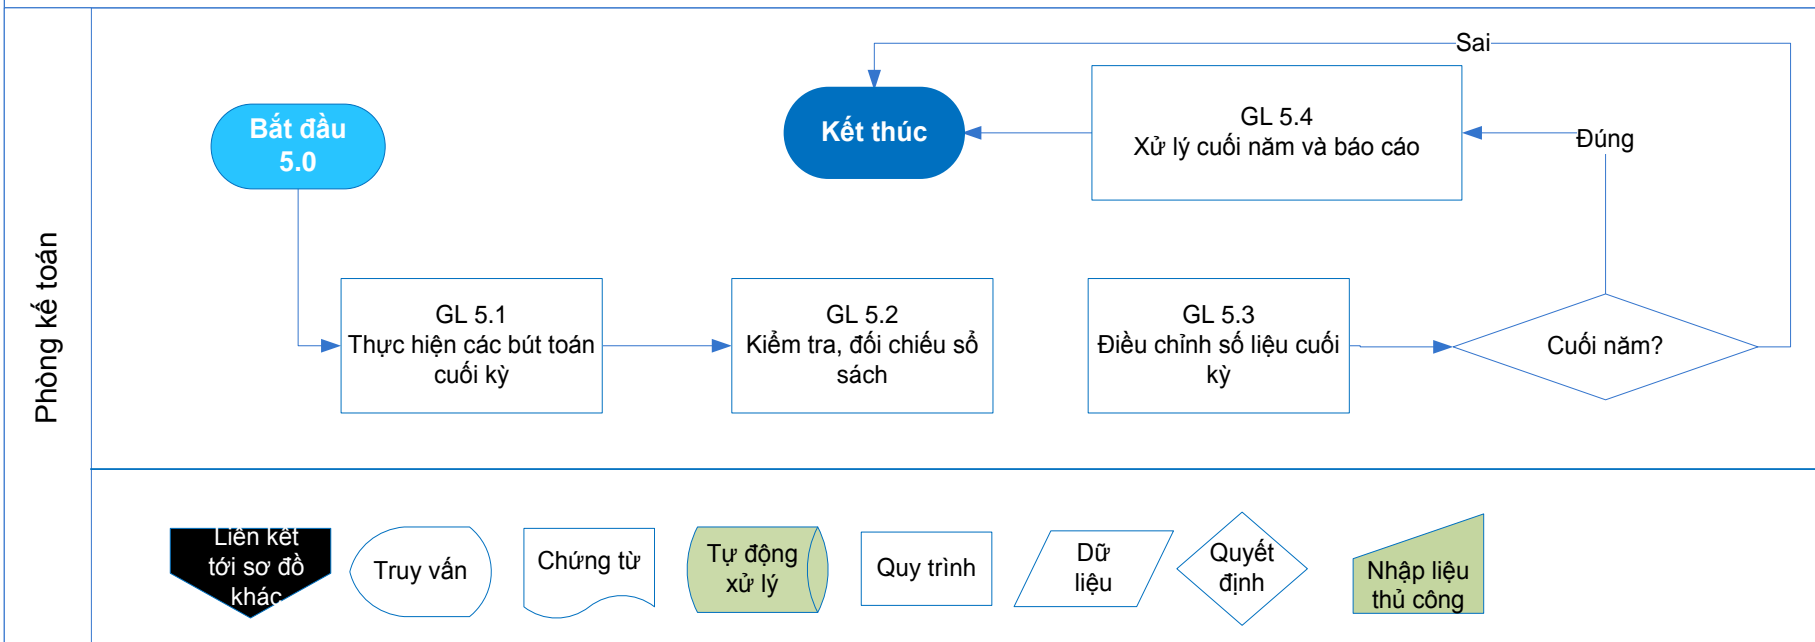 Phòng kế toán
Sai
Bắt đầu
5.0
Kết thúc
GL 5.4
Xử lý cuối năm và báo cáo
Đúng
GL 5.1
Thực hiện các bút toán
cuối kỳ
GL 5.2
Kiểm tra, đối chiếu sổ
sách
GL 5.3
Điều chỉnh số liệu cuối
kỳ
Cuối năm?
Liên kết
tới sơ đồ
khác
Truy vấn
Chứng từ
Tự động
xử lý
Quy trình
Dữ
liệu
Quyết
định
Nhập liệu
thủ công